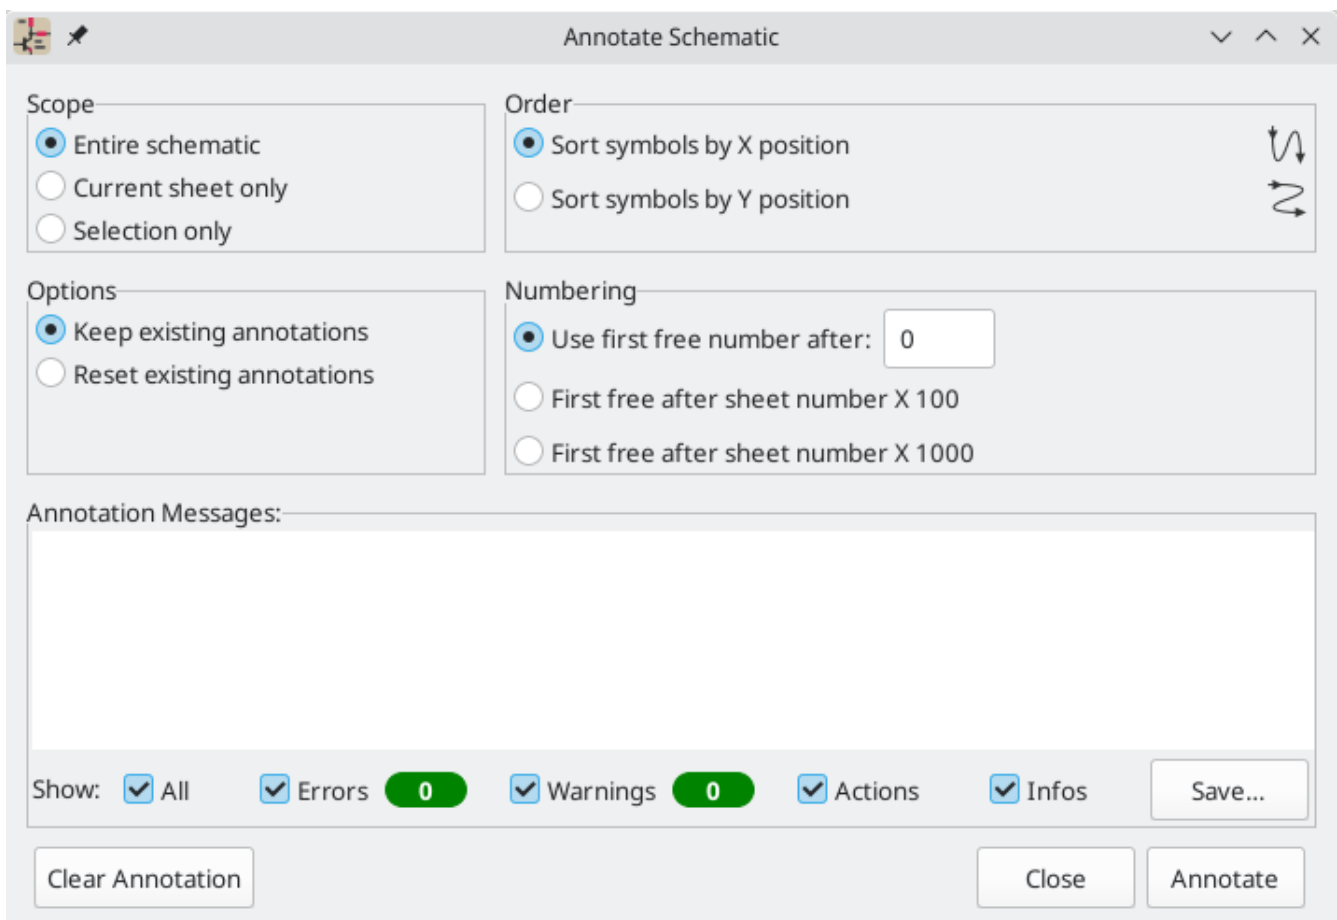 Annotate Schematic
Scope
Entire schematic
Current sheet only
Selection only
Order
Sort symbols by X position
Sort symbols by Y position
Options
Keep existing annotations
Reset existing annotations
Numbering
Use first free number after: 0
First free after sheet number X 100
First free after sheet number X 1000
Annotation Messages:
Show: All Errors 0 Warnings 0 Actions Infos Save...
Clear Annotation Close Annotate